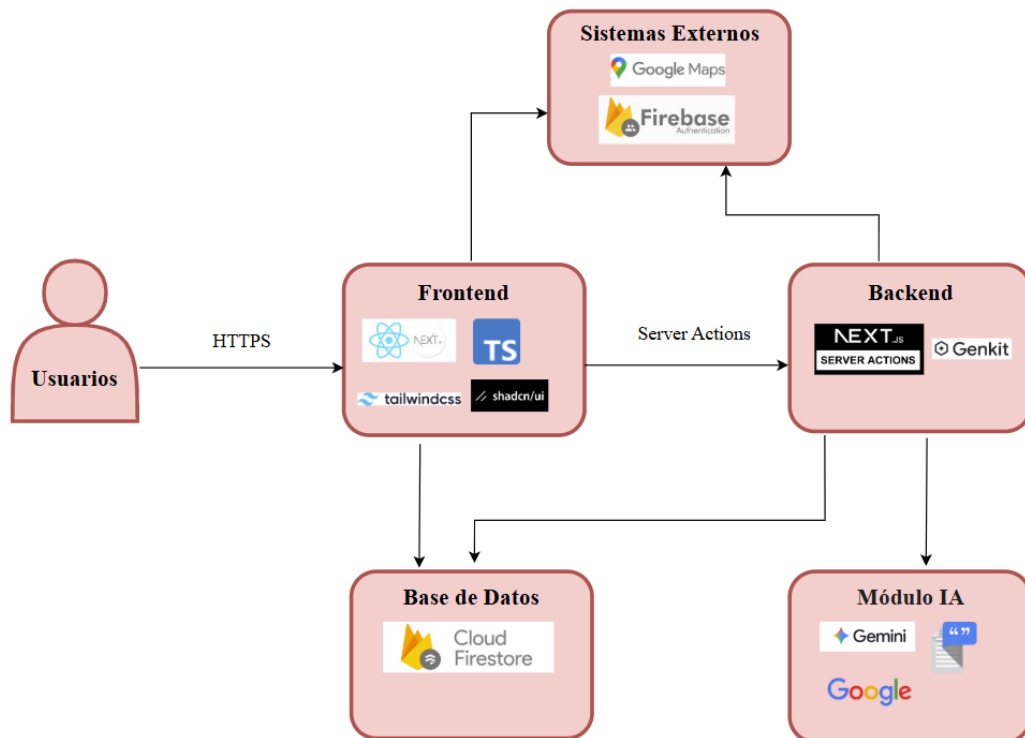 Sistemas Externos
Google Maps
Firebase
Authentication
Usuarios
HTTPS
Frontend
NEXT.JS
TS
tailwindcss
shadcn/ui
Server Actions
Backend
NEXT.JS
SERVER ACTIONS
Genkit
Base de Datos
Cloud
Firestore
Módulo IA
Gemini
“ ”
Google